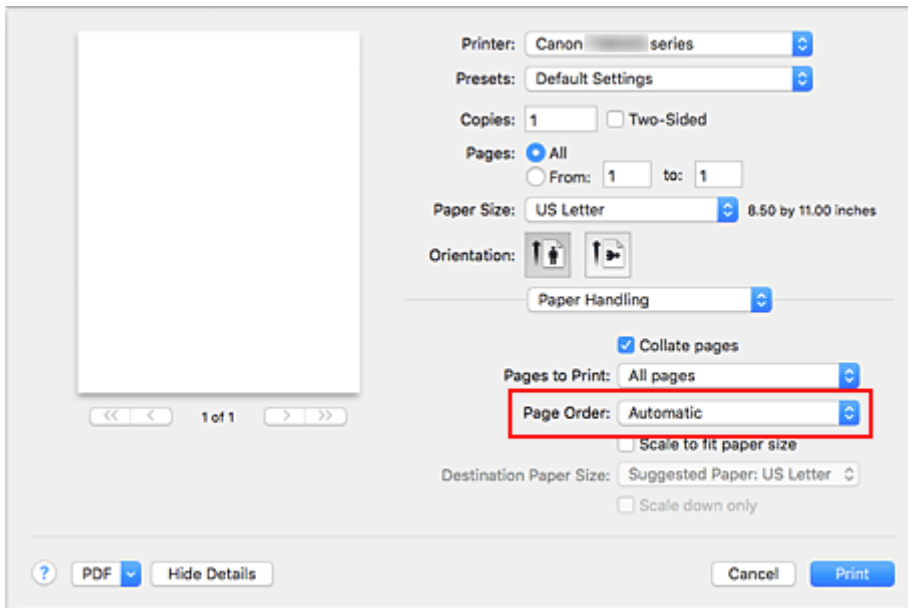 Printer: Canon series
Presets: Default Settings
Copies: 1 Two-Sided
Pages: All
From: 1 to: 1
Paper Size: US Letter 8.50 by 11.00 inches
Orientation:
Paper Handling
Collate pages
Pages to Print: All pages
Page Order: Automatic
<< < 1 of 1 > >>
Scale to fit paper size
Destination Paper Size: Suggested Paper: US Letter
Scale down only
? PDF Hide Details Cancel Print